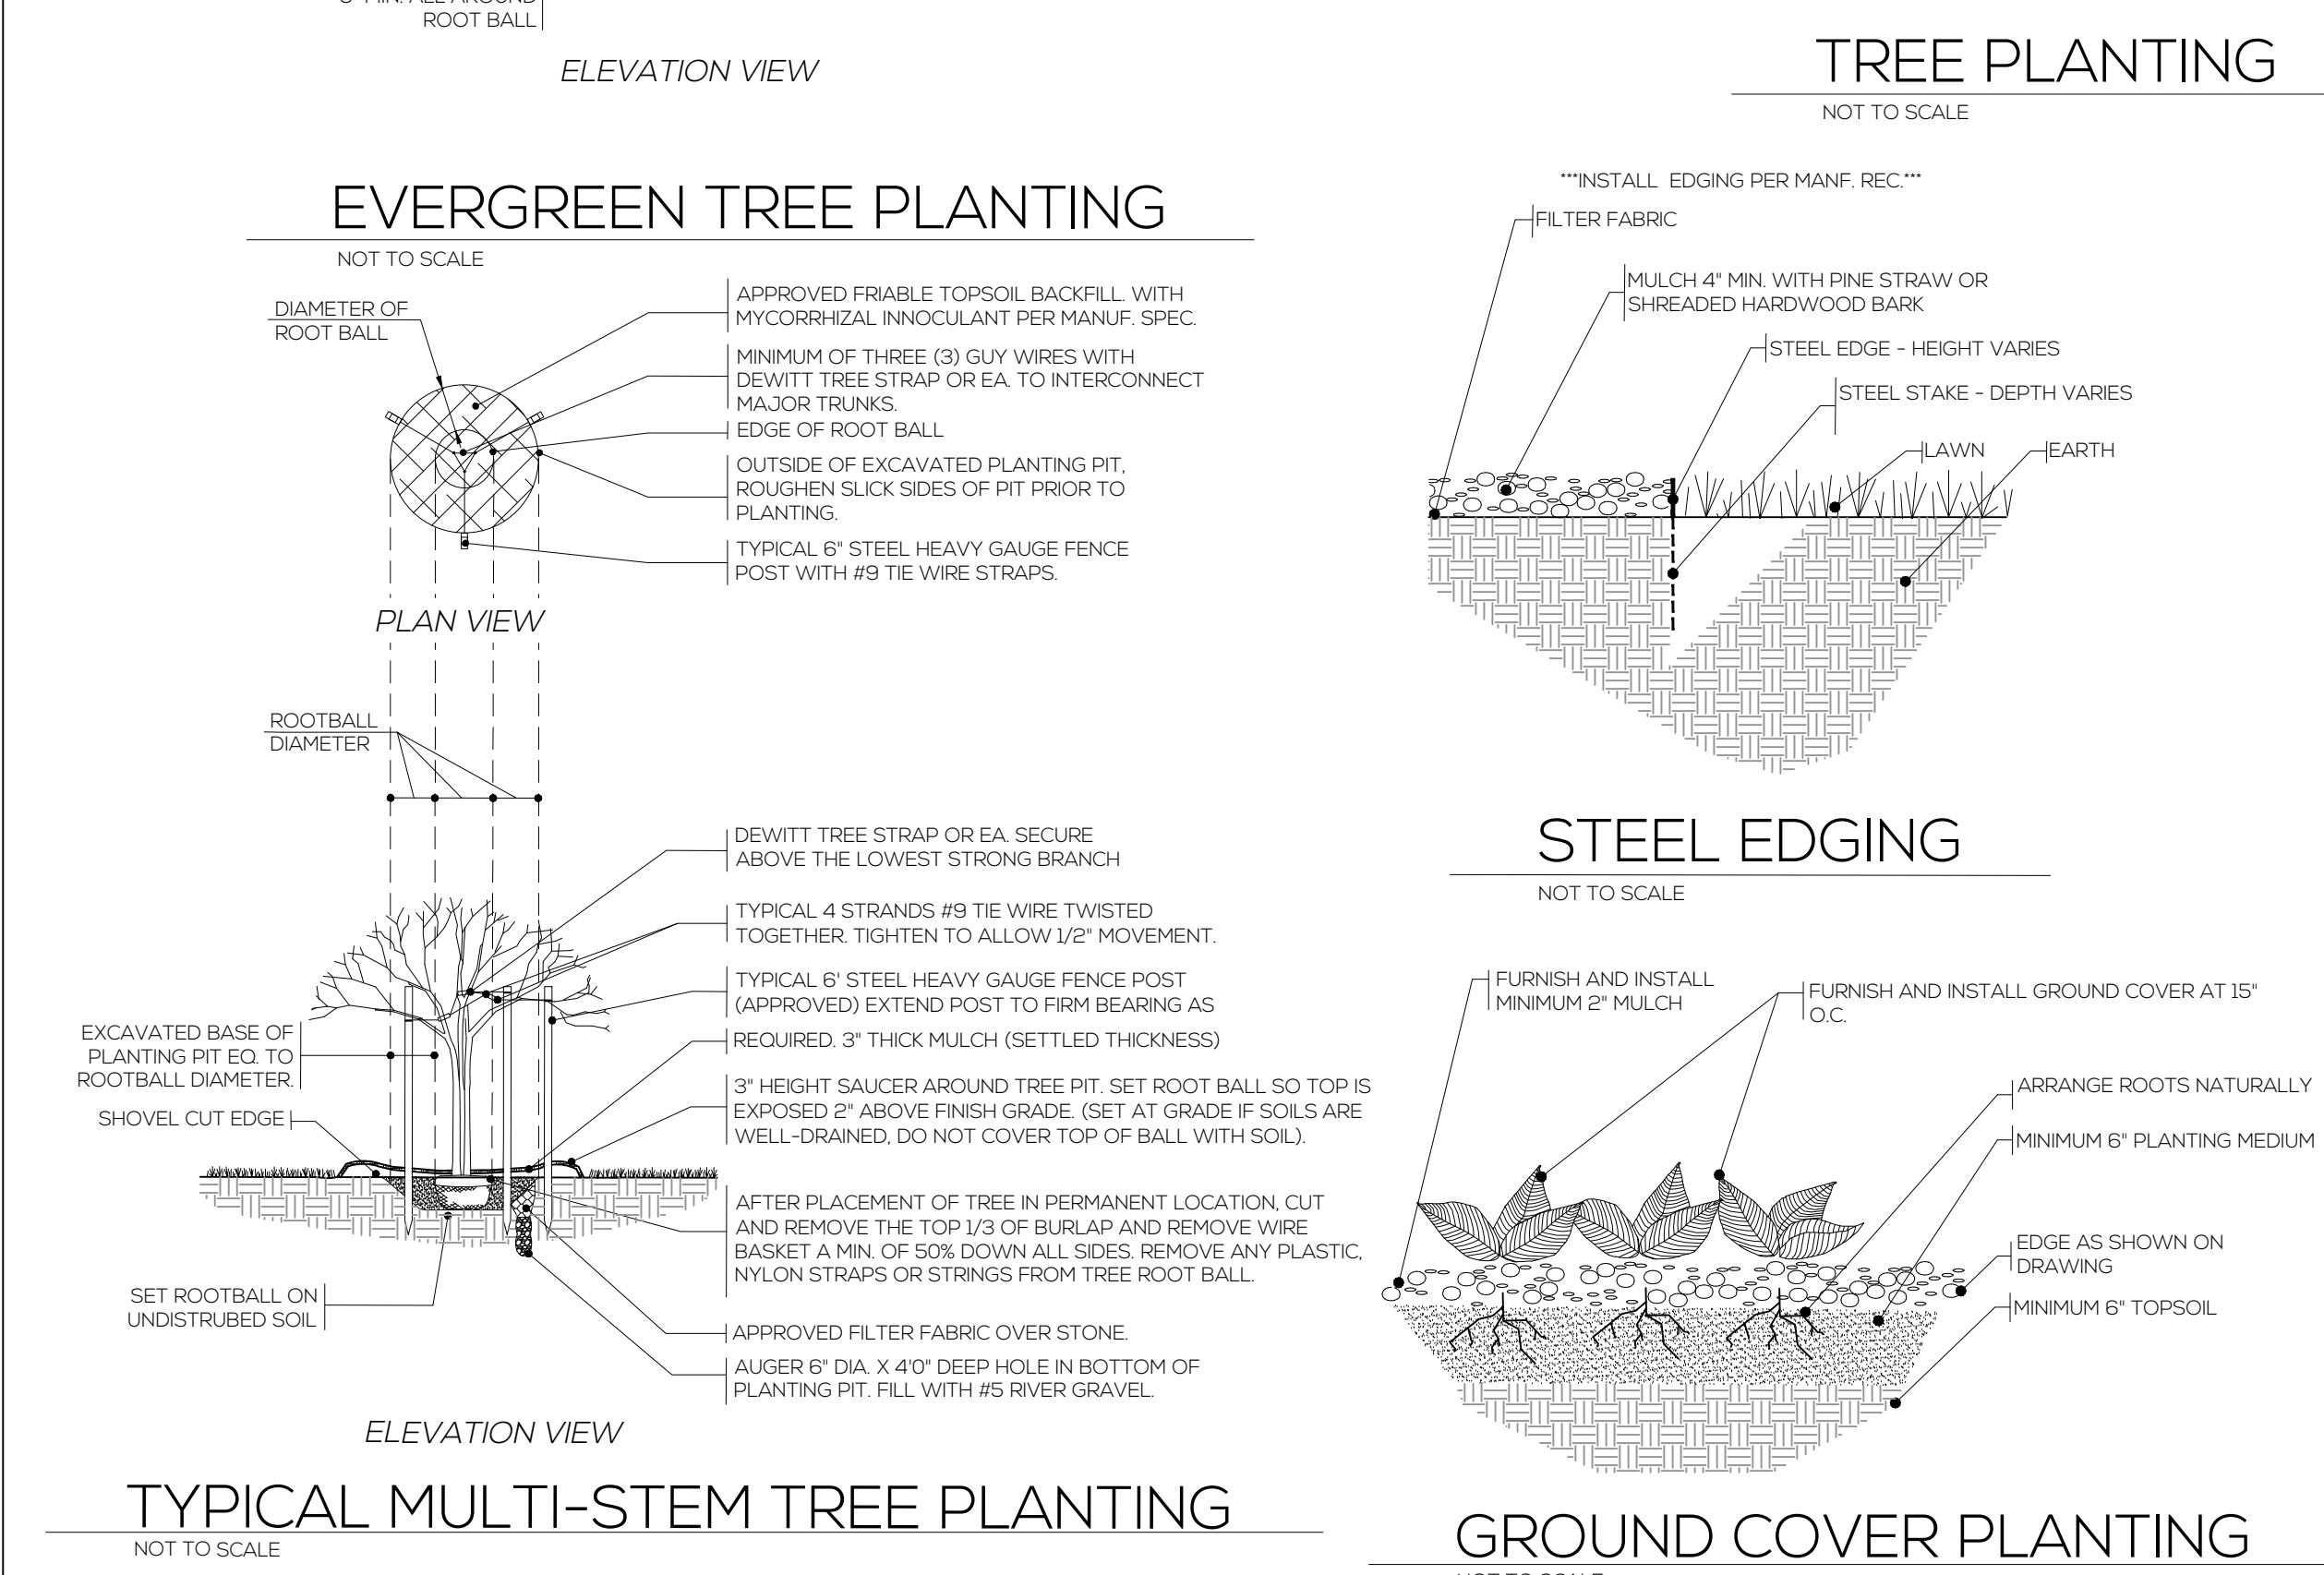 ROOT BALL
ELEVATION VIEW
EVERGREEN TREE PLANTING
NOT TO SCALE
DIAMETER OF
ROOT BALL
APPROVED FRIABLE TOPSOIL BACKFILL. WITH
MYCORRHIZAL INNOCULANT PER MANUF. SPEC.
MINIMUM OF THREE (3) GUY WIRES WITH
DEWITT TREE STRAP OR EA. TO INTERCONNECT
MAJOR TRUNKS.
EDGE OF ROOT BALL
OUTSIDE OF EXCAVATED PLANTING PIT,
ROUGHEN SLICK SIDES OF PIT PRIOR TO
PLANTING.
TYPICAL 6" STEEL HEAVY GAUGE FENCE
POST WITH #9 TIE WIRE STRAPS.
PLAN VIEW
ROOTBALL
DIAMETER
DEWITT TREE STRAP OR EA. SECURE
ABOVE THE LOWEST STRONG BRANCH
TYPICAL 4 STRANDS #9 TIE WIRE TWISTED
TOGETHER. TIGHTEN TO ALLOW 1/2" MOVEMENT.
TYPICAL 6' STEEL HEAVY GAUGE FENCE POST
(APPROVED) EXTEND POST TO FIRM BEARING AS
REQUIRED. 3" THICK MULCH (SETTLED THICKNESS)
3" HEIGHT SAUCER AROUND TREE PIT. SET ROOT BALL SO TOP IS
EXPOSED 2" ABOVE FINISH GRADE. (SET AT GRADE IF SOILS ARE
WELL-DRAINED, DO NOT COVER TOP OF BALL WITH SOIL).
AFTER PLACEMENT OF TREE IN PERMANENT LOCATION, CUT
AND REMOVE THE TOP 1/3 OF BURLAP AND REMOVE WIRE
BASKET A MIN. OF 50% DOWN ALL SIDES. REMOVE ANY PLASTIC,
NYLON STRAPS OR STRINGS FROM TREE ROOT BALL.
APPROVED FILTER FABRIC OVER STONE.
AUGER 6" DIA. X 4'0" DEEP HOLE IN BOTTOM OF
PLANTING PIT. FILL WITH #5 RIVER GRAVEL.
EXCAVATED BASE OF
PLANTING PIT EQ. TO
ROOTBALL DIAMETER.
SHOVEL CUT EDGE
SET ROOTBALL ON
UNDISTRUBED SOIL
ELEVATION VIEW
TYPICAL MULTI-STEM TREE PLANTING
NOT TO SCALE
TREE PLANTING
NOT TO SCALE
***INSTALL EDGING PER MANF. REC.***
FILTER FABRIC
MULCH 4" MIN. WITH PINE STRAW OR
SHREADED HARDWOOD BARK
STEEL EDGE - HEIGHT VARIES
STEEL STAKE - DEPTH VARIES
LAWN
EARTH
STEEL EDGING
NOT TO SCALE
FURNISH AND INSTALL
MINIMUM 2" MULCH
FURNISH AND INSTALL GROUND COVER AT 15"
O.C.
ARRANGE ROOTS NATURALLY
MINIMUM 6" PLANTING MEDIUM
EDGE AS SHOWN ON
DRAWING
MINIMUM 6" TOPSOIL
GROUND COVER PLANTING